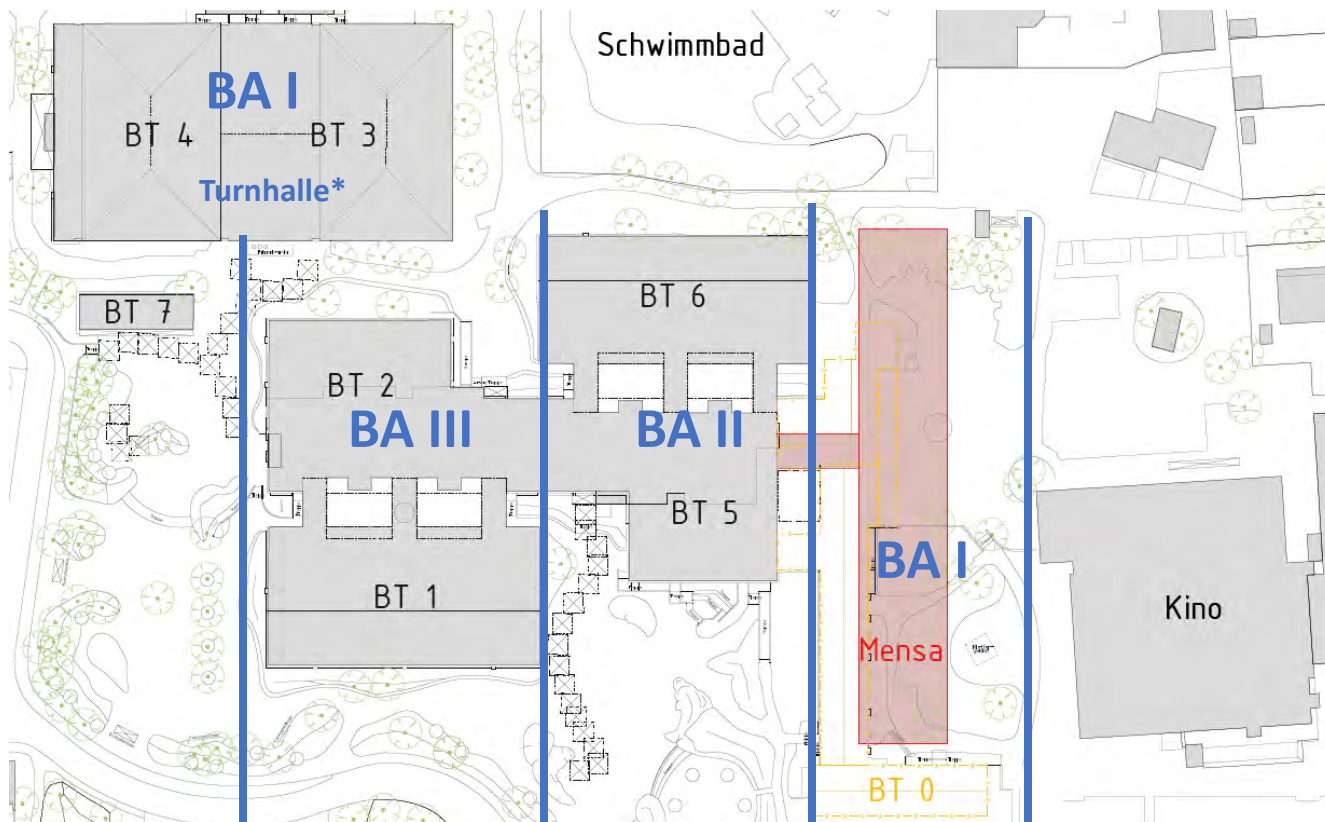 Schwimmbad
BA I
BT 4
BT 3
Turnhalle*
BT 7
BT 6
BT 2
BA III
BA II
BT 5
BA I
BT 1
Kino
Mensa
BT 0